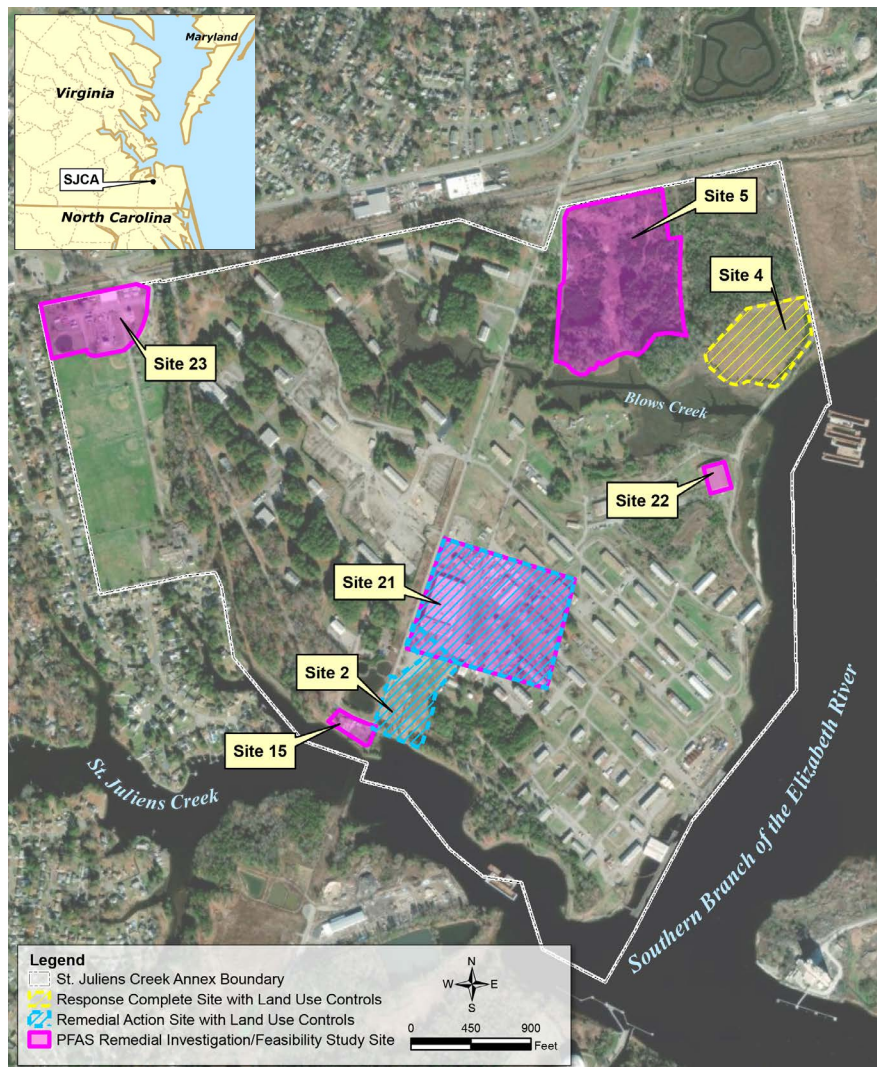 Maryland
Virginia
SJCA
North Carolina
Site 5
Site 4
Site 23
Blows Creek
Site 22
Site 21
Site 2
Site 15
St. Juliens Creek
Southern Branch of the Elizabeth River
Legend
St. Juliens Creek Annex Boundary
Response Complete Site with Land Use Controls
Remedial Action Site with Land Use Controls
PFAS Remedial Investigation/Feasibility Study Site
N
W E
S
0 450 900
Feet